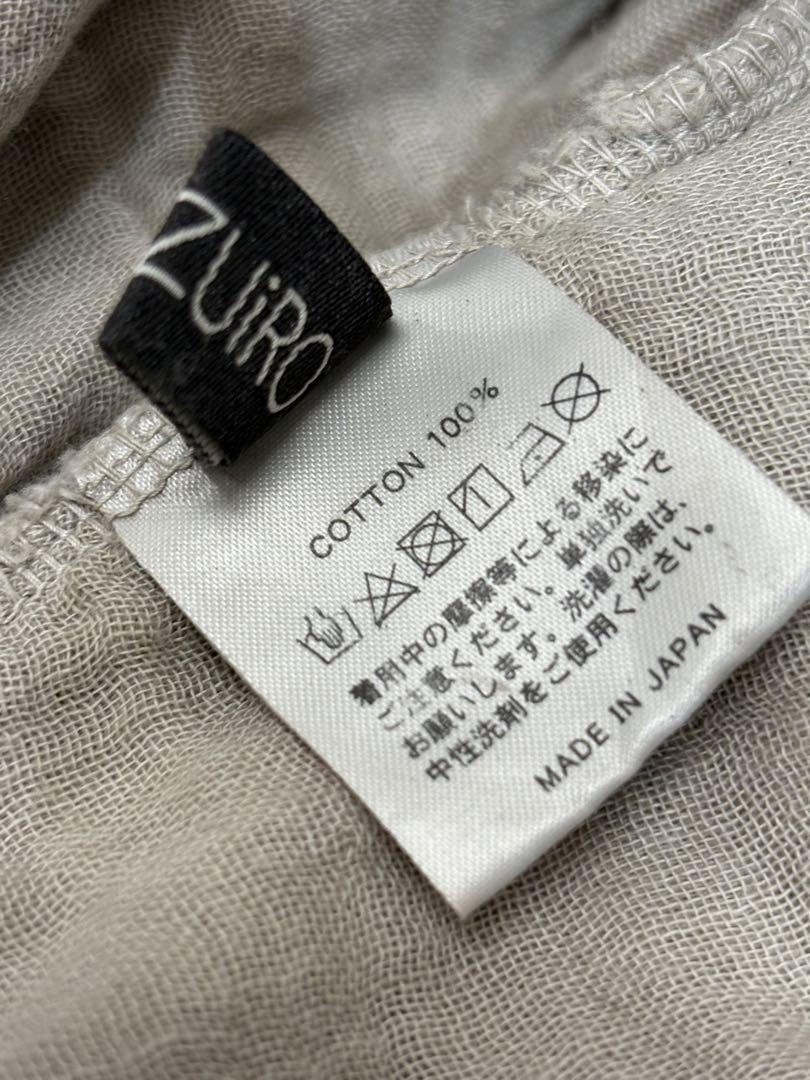 ZUiRO
COTTON 100%
着用中の摩擦等による移染に
ご注意ください。単独洗いで
お願いします。洗濯の際は、
中性洗剤をご使用ください。
MADE IN JAPAN